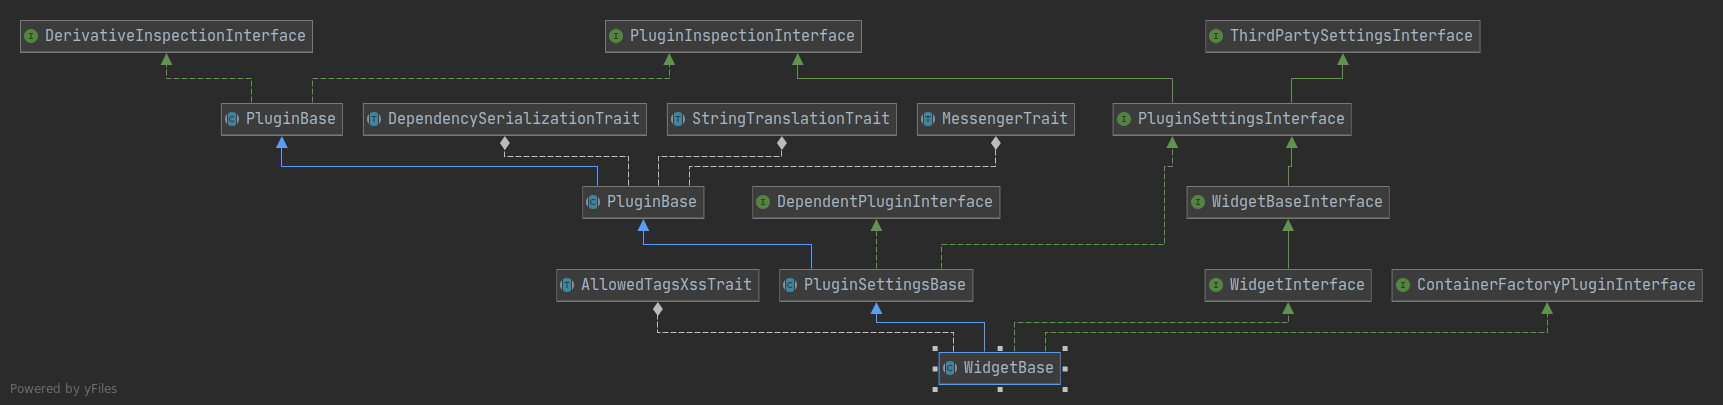 DerivativeInspectionInterface
PluginInspectionInterface
ThirdPartySettingsInterface
PluginBase
DependencySerializationTrait
StringTranslationTrait
MessengerTrait
PluginSettingsInterface
PluginBase
DependentPluginInterface
WidgetBaseInterface
AllowedTagsXssTrait
PluginSettingsBase
WidgetInterface
ContainerFactoryPluginInterface
WidgetBase
Powered by yFiles